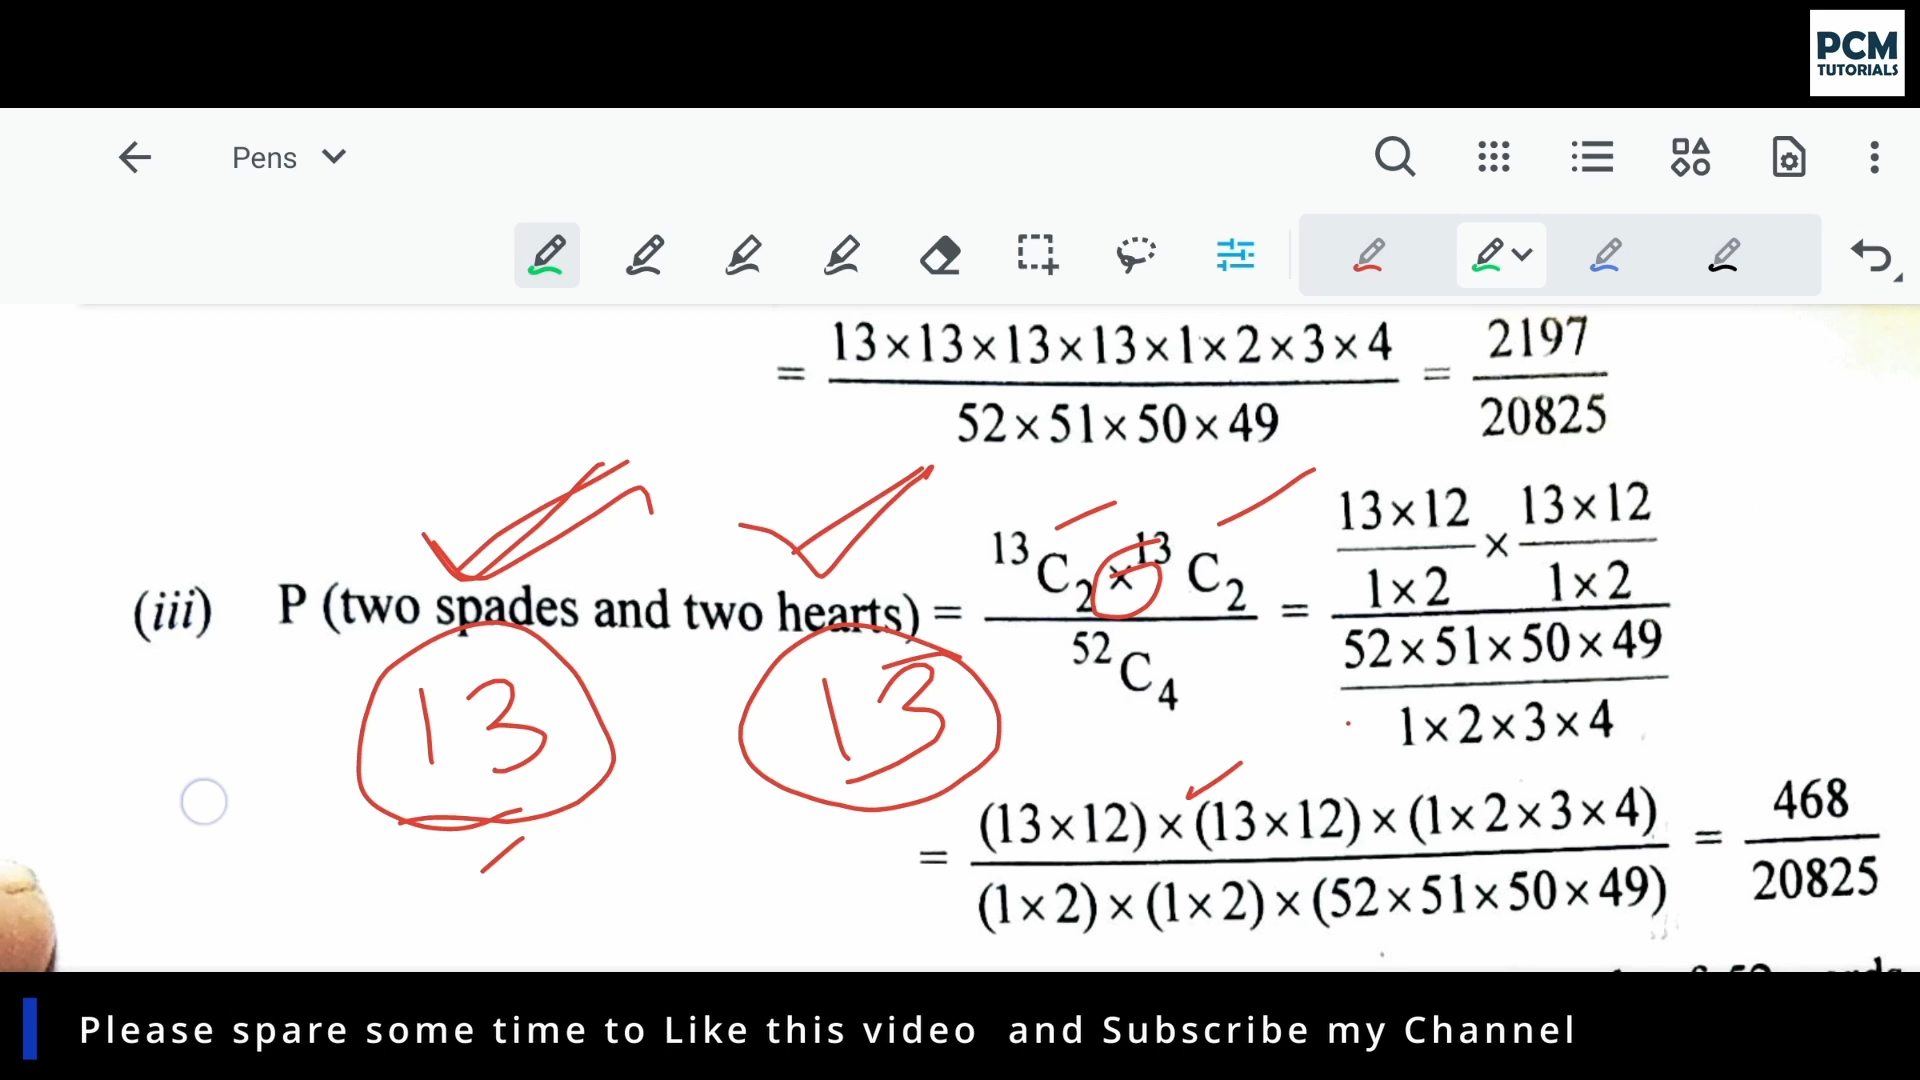 PCM
TUTORIALS
Pens
= 13×13×13×13×1×2×3×4 / 52×51×50×49 = 2197 / 20825
(iii) P (two spades and two hearts) = ¹³C₂ × ¹³C₂ / ⁵²C₄ = 13×12 / 1×2 × 13×12 / 1×2 / 52×51×50×49 / 1×2×3×4
13 13
= (13×12)×(13×12)×(1×2×3×4) / (1×2)×(1×2)×(52×51×50×49) = 468 / 20825
Please spare some time to Like this video and Subscribe my Channel